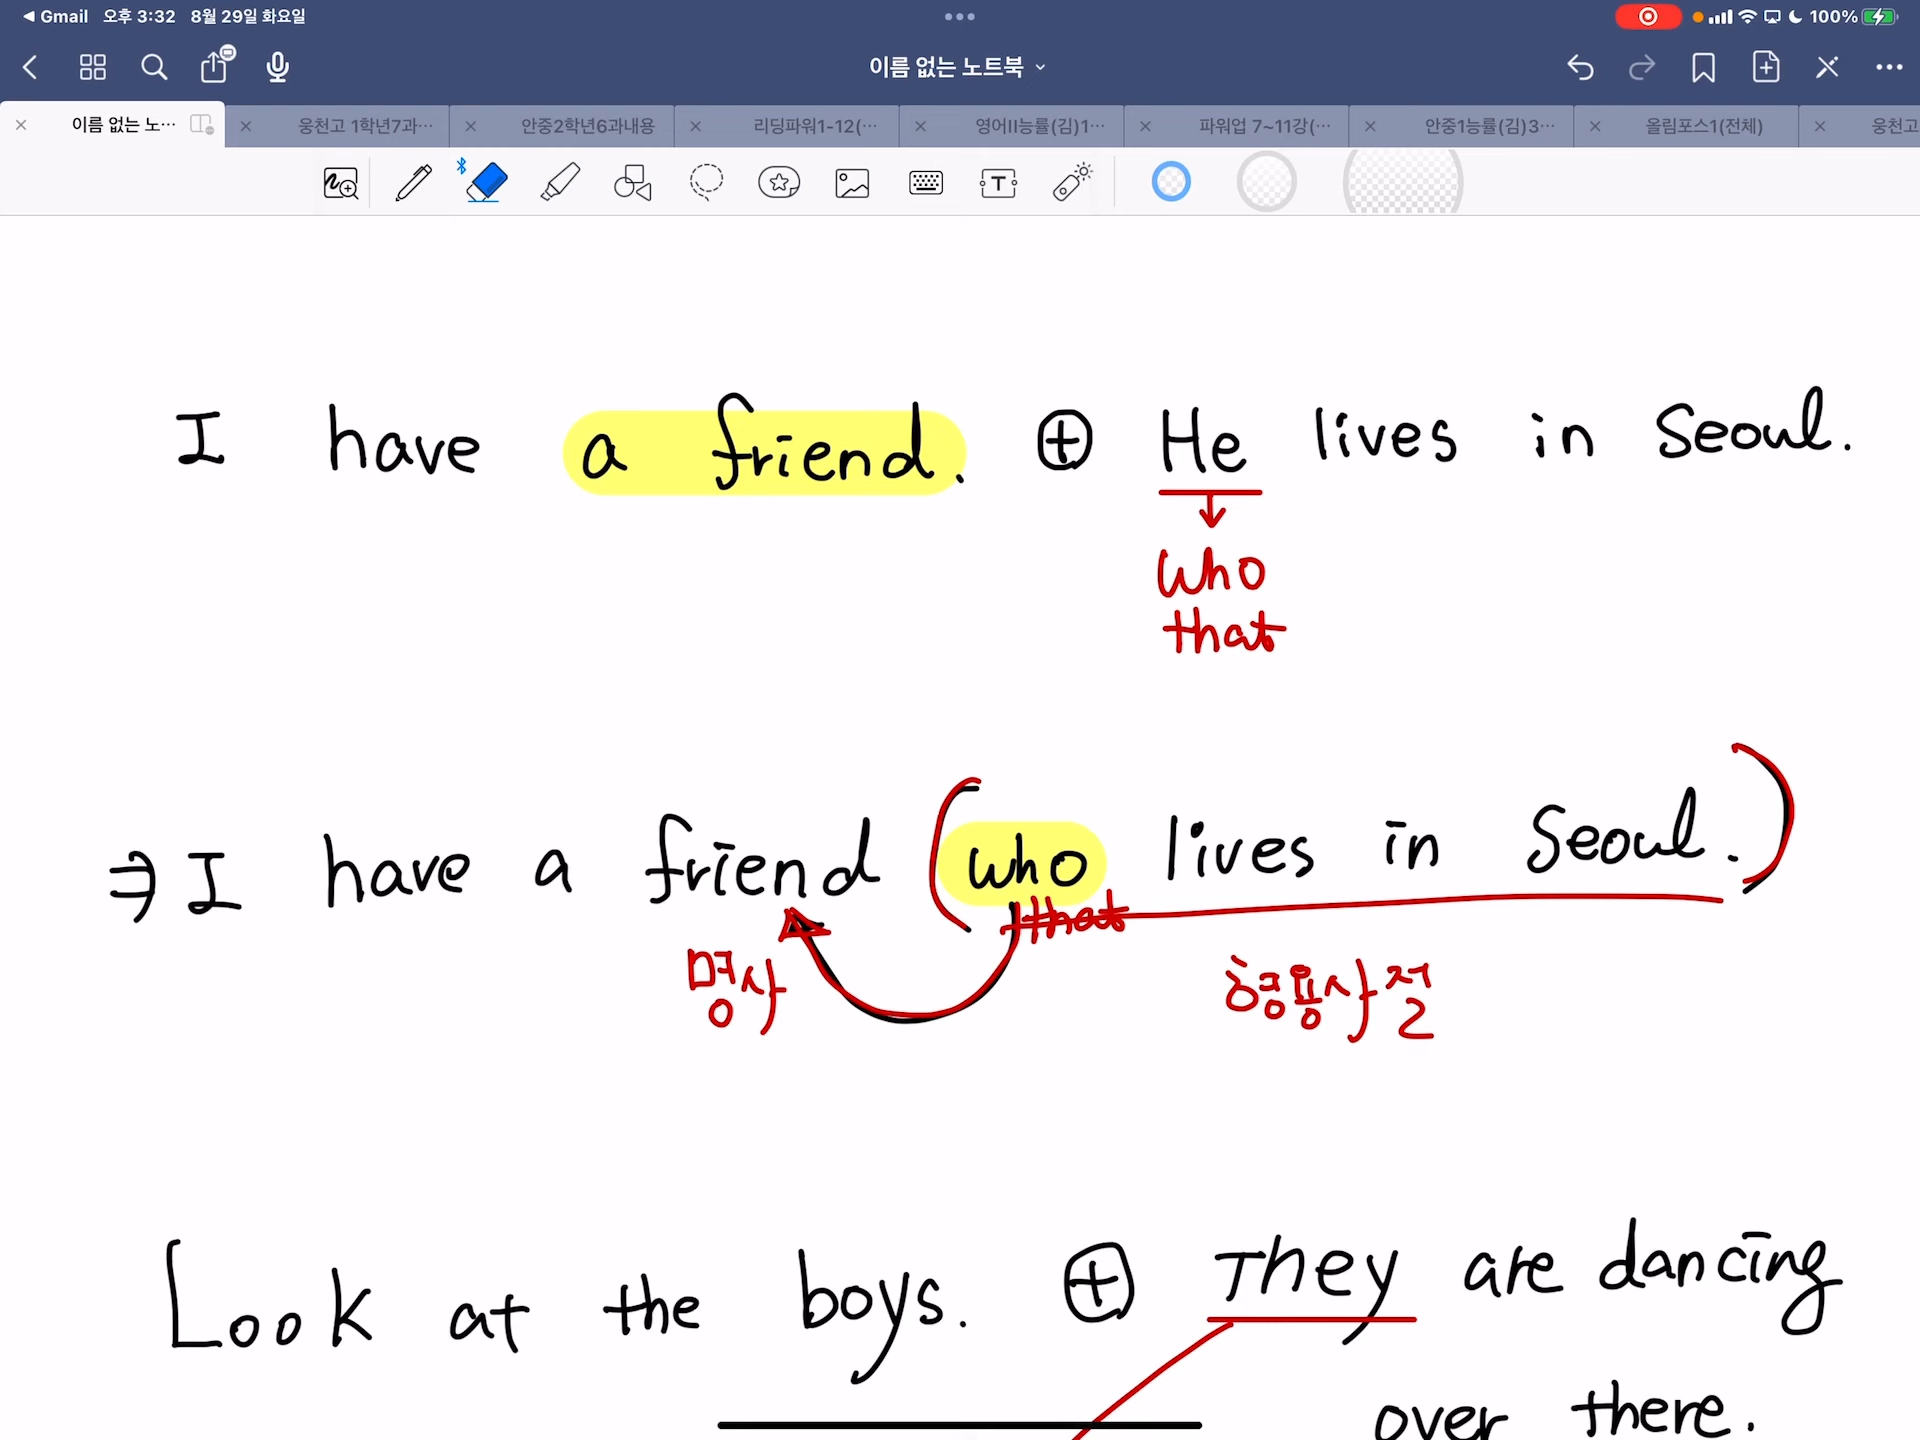 Gmail 오후 3:32 8월 29일 화요일 100%
이름 없는 노트북
이름 없는 노… 웅천고 1학년7과… 안중2학년6과내용 리딩파워1-12(… 영어II능률(김)1… 파워업 7~11강(… 안중1능률(김)3… 올림포스1(전체) 웅천고
I have a friend. ⊕ He lives in Seoul.
who
that
⇒ I have a friend (who lives in Seoul.)
that
명사 형용사절
Look at the boys. ⊕ They are dancing
over there.